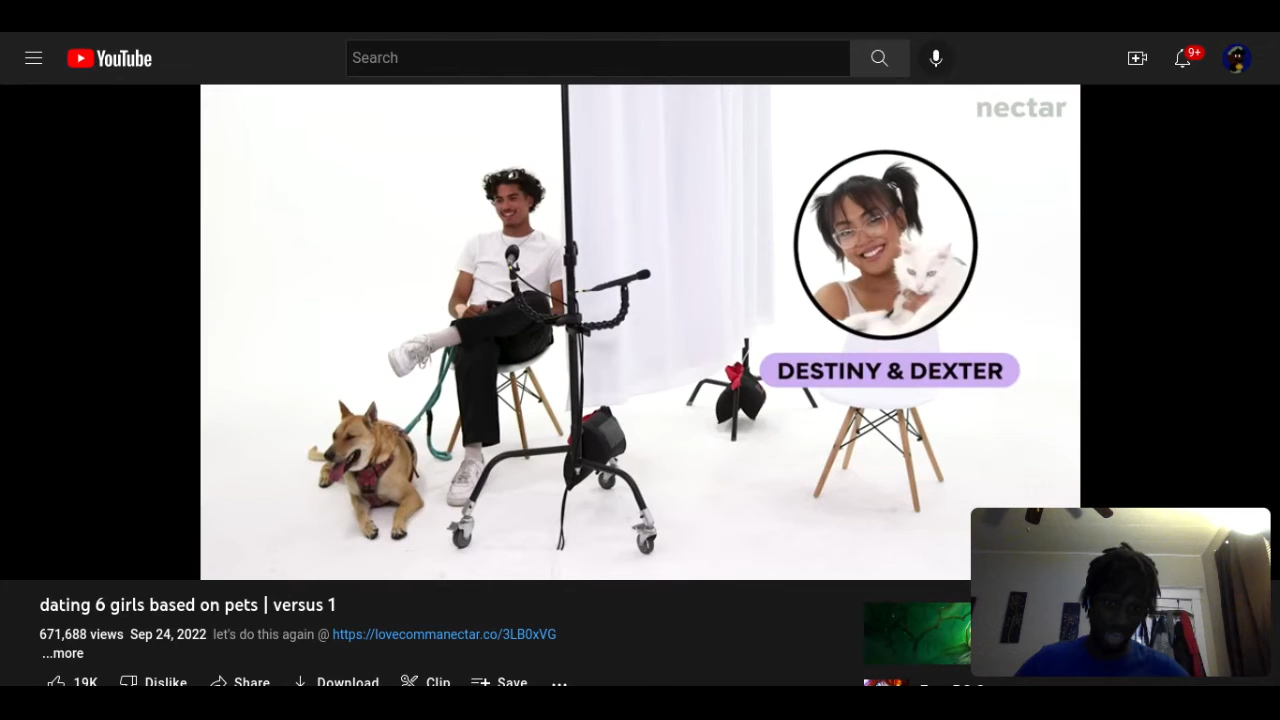 YouTube
Search
9+
nectar
DESTINY & DEXTER
dating 6 girls based on pets | versus 1
671,688 views Sep 24, 2022 let's do this again @ https://lovecommanectar.co/3LB0xVG
...more
19K Dislike Share Download Clip Save ...